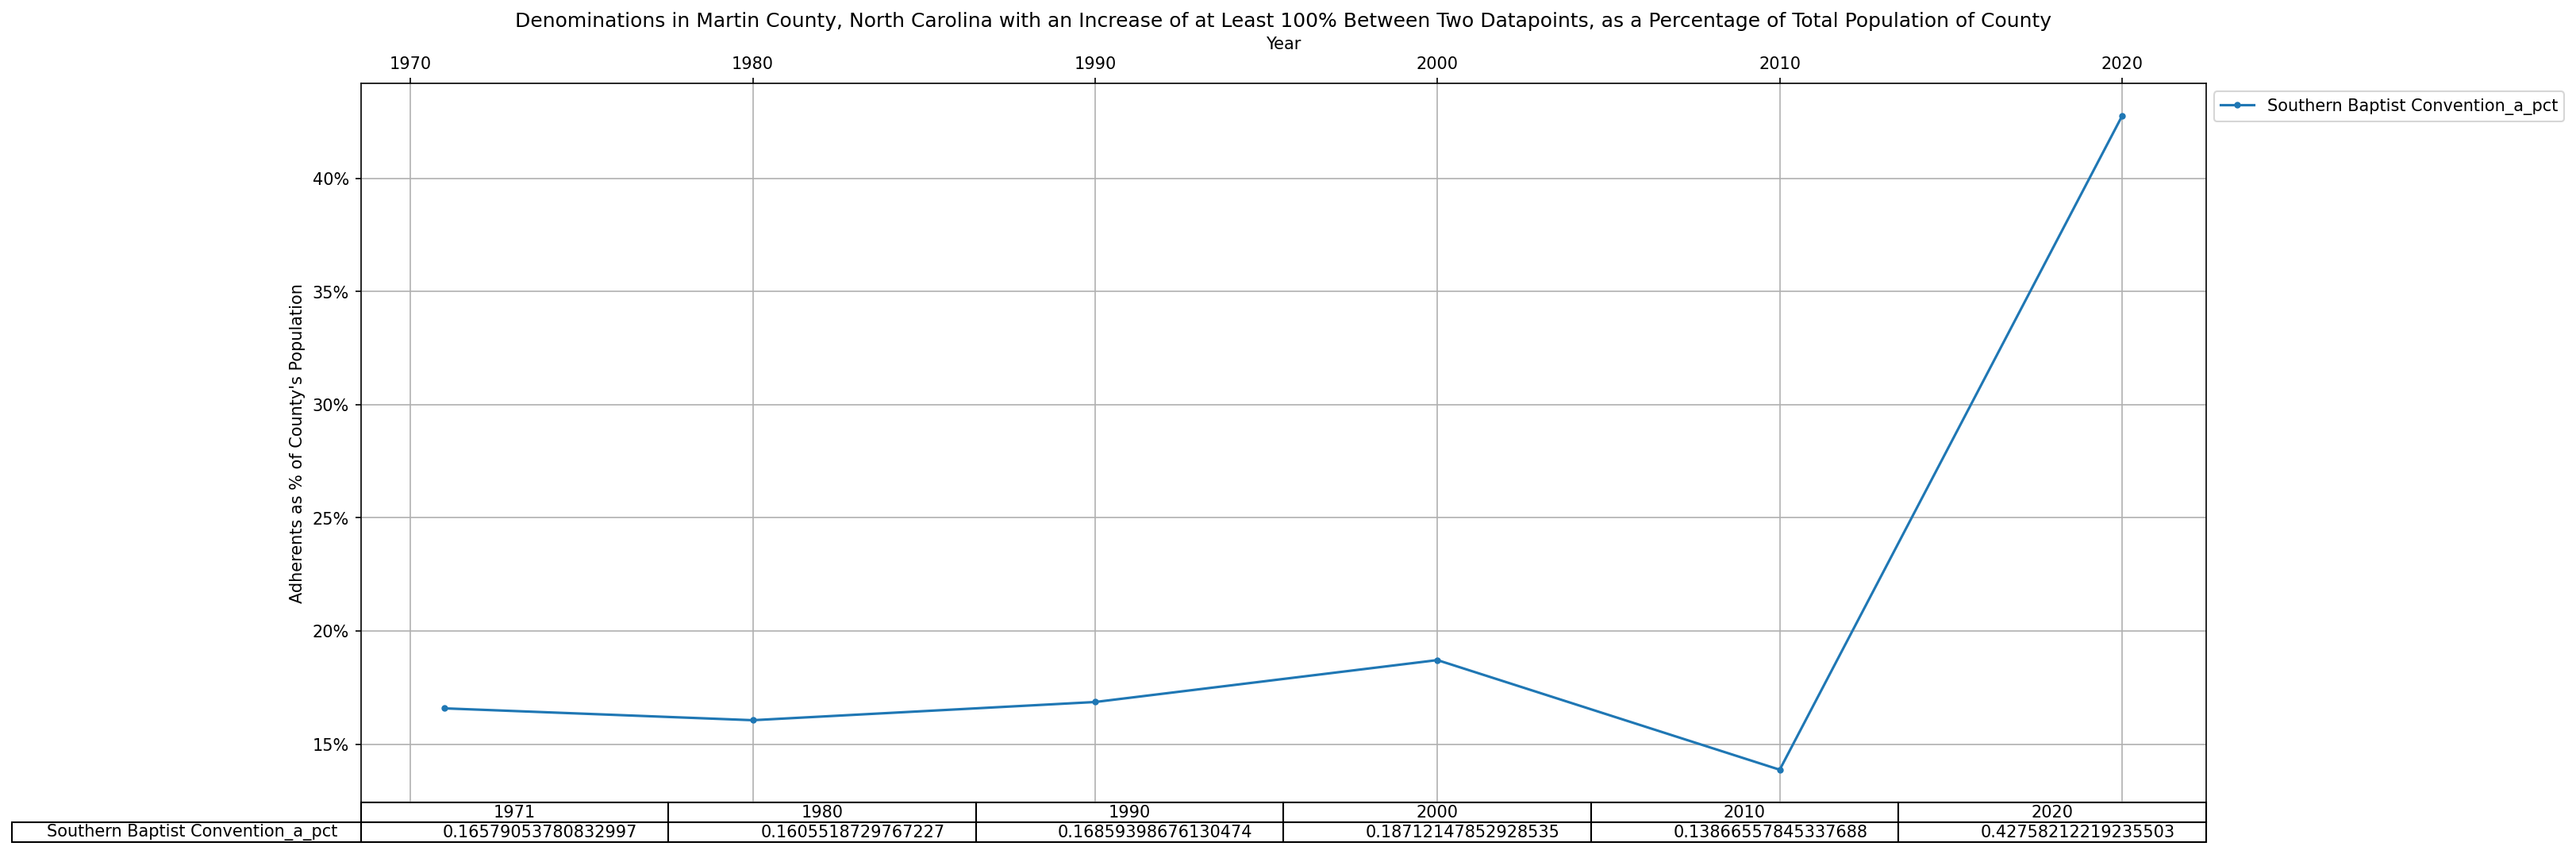 Denominations in Martin County, North Carolina with an Increase of at Least 100% Between Two Datapoints, as a Percentage of Total Population of County
Year
1970 1980 1990 2000 2010 2020
Southern Baptist Convention_a_pct
Adherents as % of County's Population
40%
35%
30%
25%
20%
15%
1971 1980 1990 2000 2010 2020
Southern Baptist Convention_a_pct 0.16579053780832997 0.1605518729767227 0.16859398676130474 0.18712147852928535 0.13866557845337688 0.427582122192355​03